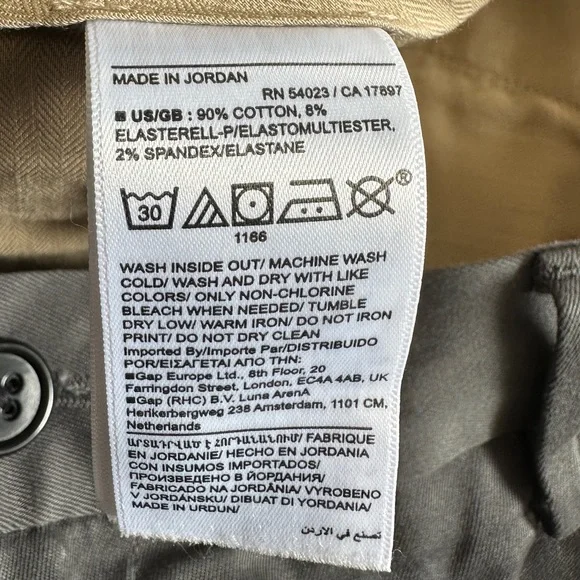 MADE IN JORDAN
RN 54023 / CA 17897
■ US/GB : 90% COTTON, 8%
ELASTERELL-P/ELASTOMULTIESTER,
2% SPANDEX/ELASTANE
30
®
1166
WASH INSIDE OUT/ MACHINE WASH
COLD/ WASH AND DRY WITH LIKE
COLORS/ ONLY NON-CHLORINE
BLEACH WHEN NEEDED/ TUMBLE
DRY LOW/ WARM IRON/ DO NOT IRON
PRINT/ DO NOT DRY CLEAN
Imported By/Importe Par/DISTRIBUIDO
POR/ΕΙΣΑΓΕΤΑΙ ΑΠΟ ΤΗΝ:
■Gap Europe Ltd., 8th Floor, 20
Farringdon Street, London, EC4A 4AB, UK
■Gap (RHC) B.V. Luna ArenA
Herikerbergweg 238 Amsterdam, 1101 CM,
Netherlands
ԱՐՏԱԴՐՎԱԾ Է ՀՈՐԴԱՆԱՆՈՒՄ/ FABRIQUE
EN JORDANIE/ HECHO EN JORDANIA
CON INSUMOS IMPORTADOS/
ПРОИЗВЕДЕНО В ЙОРДАНИЯ/
FABRICADO NA JORDÂNIA/ VYROBENO
V JORDÁNSKU/ DIBUAT DI YORDANIA/
MADE IN URDUN/
تصنع في الاردن